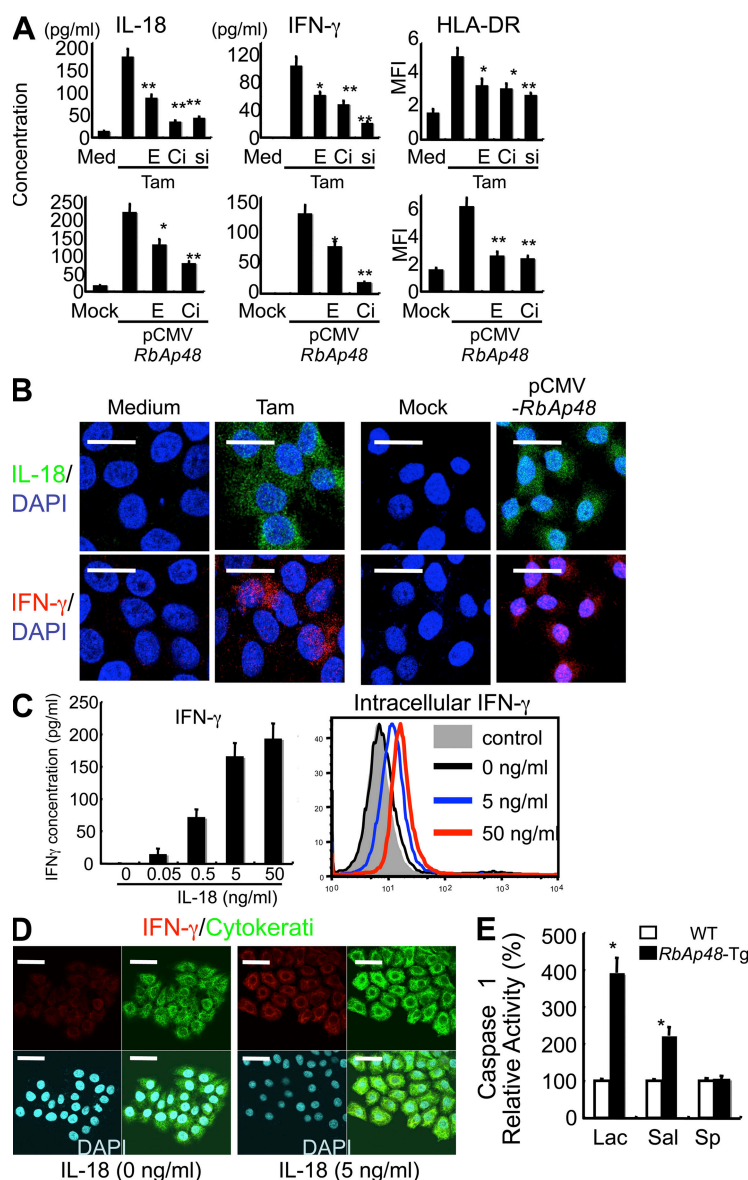 A
(pg/ml) IL-18
(pg/ml) IFN-γ
HLA-DR
Concentration
200
150
100
50
0
** ** **
Med E Ci si
Tam
120
80
40
0
* ** **
E Ci si
Tam
MFI
6
4
2
0
* * **
Med E Ci si
Tam
250
200
150
100
50
0
* **
Mock E Ci
pCMV
RbAp48
150
100
50
0
* **
Mock E Ci
pCMV
RbAp48
MFI
6
4
2
0
** **
Mock E Ci
pCMV
RbAp48
B
Medium Tam Mock pCMV
-RbAp48
IL-18/
DAPI
IFN-γ/
DAPI
C
IFNγ concentration (pg/ml)
250
200
150
100
50
0
IFN-γ
0 0.05 0.5 5 50
IL-18 (ng/ml)
Intracellular IFN-γ
40
30
20
10
0
control
0 ng/ml
5 ng/ml
50 ng/ml
10⁰ 10¹ 10² 10³ 10⁴
D
IFN-γ/Cytokerati
DAPI DAPI
IL-18 (0 ng/ml) IL-18 (5 ng/ml)
E
WT
RbAp48-Tg
Caspase 1
Relative Activity (%)
500
400
300
200
100
0
* *
Lac Sal Sp